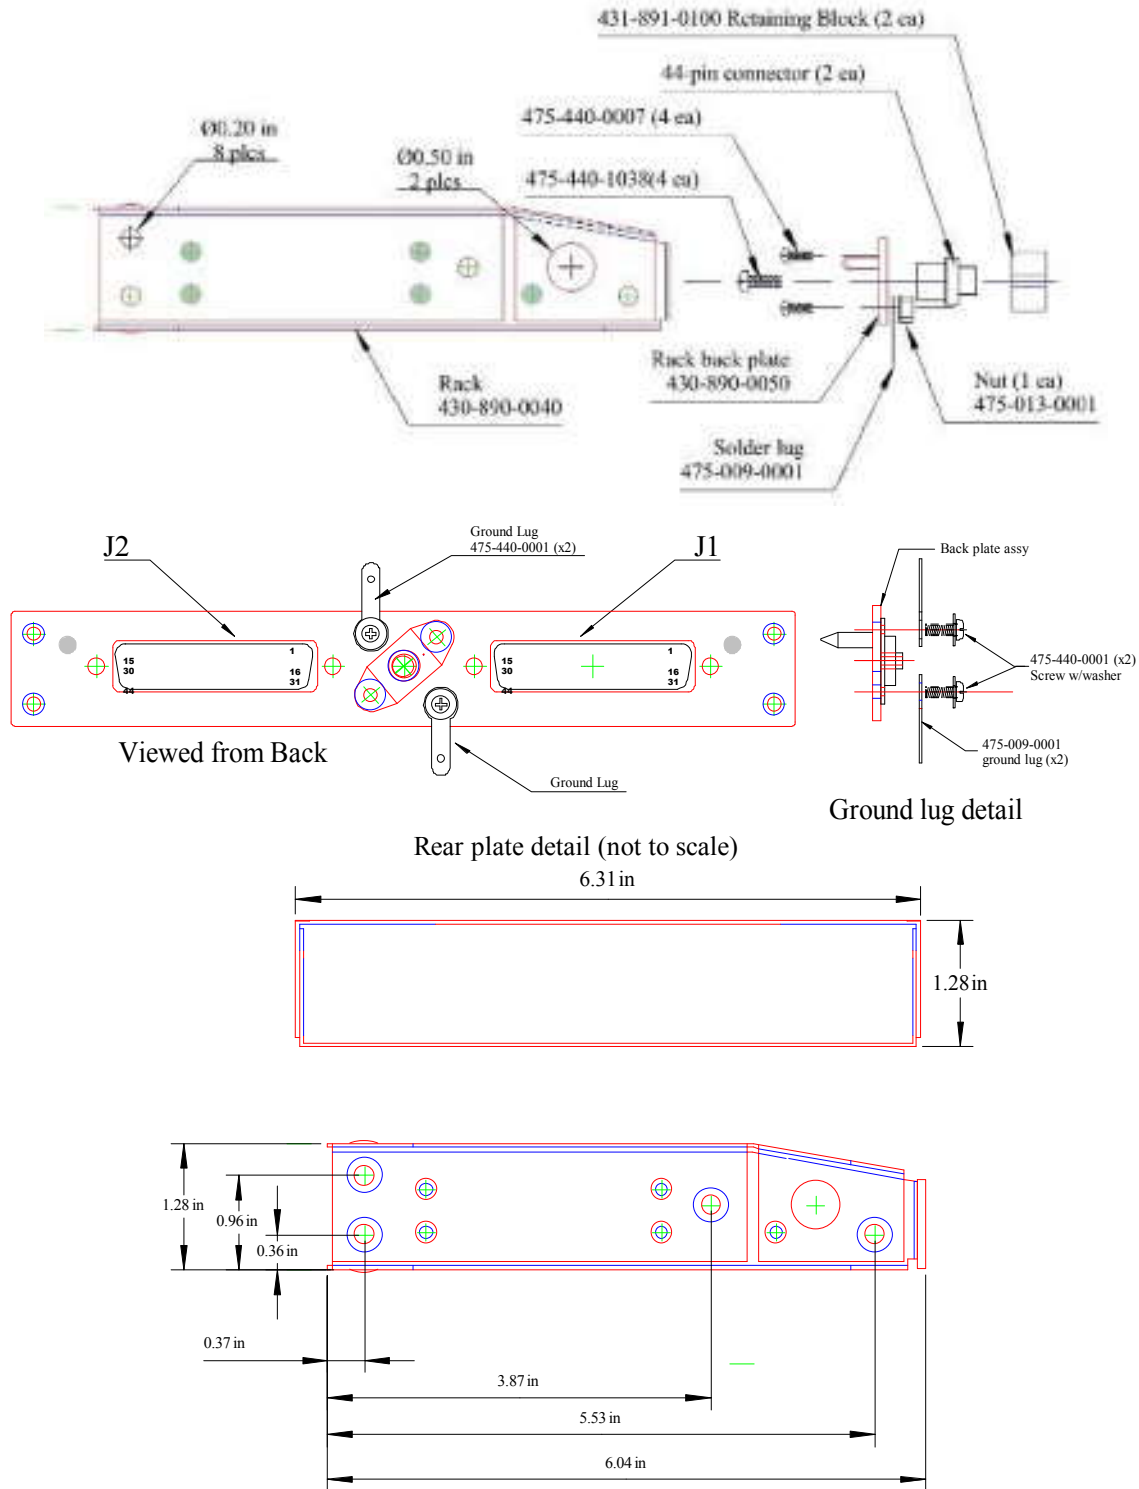 431-891-0100 Retaining Block (2 ea)
44-pin connector (2 ea)
475-440-0007 (4 ea)
475-440-1038(4 ea)
Ø0.20 in
8 plcs
Ø0.50 in
2 plcs
Rack
430-890-0040
Rack back plate
430-890-0050
Nut (1 ea)
475-013-0001
Solder lug
475-009-0001
J2
Ground Lug
475-440-0001 (x2)
J1
Back plate assy
15
30
44
1
16
31
15
30
44
1
16
31
475-440-0001 (x2)
Screw w/washer
475-009-0001
ground lug (x2)
Viewed from Back
Ground Lug
Ground lug detail
Rear plate detail (not to scale)
6.31 in
1.28 in
1.28 in
0.96 in
0.36 in
0.37 in
3.87 in
5.53 in
6.04 in